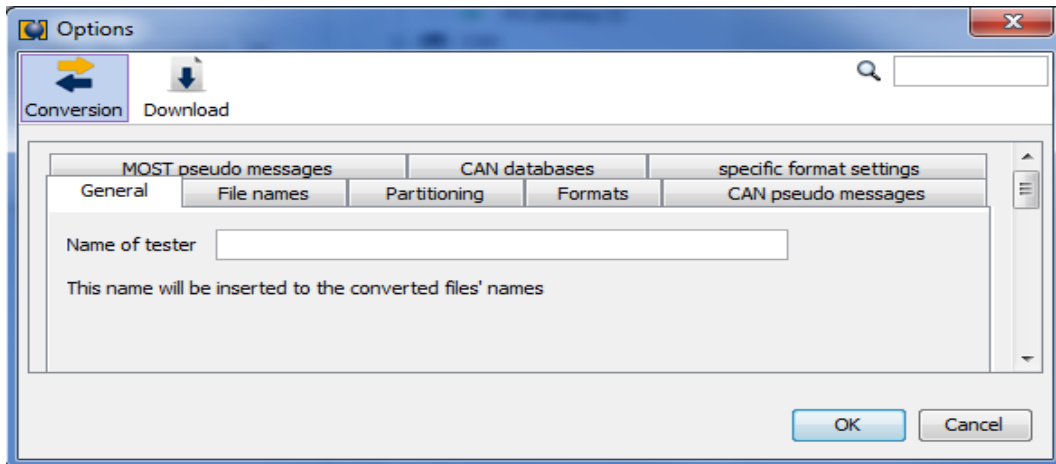 Options
Conversion Download
MOST pseudo messages CAN databases specific format settings
General File names Partitioning Formats CAN pseudo messages
Name of tester
This name will be inserted to the converted files' names
OK Cancel